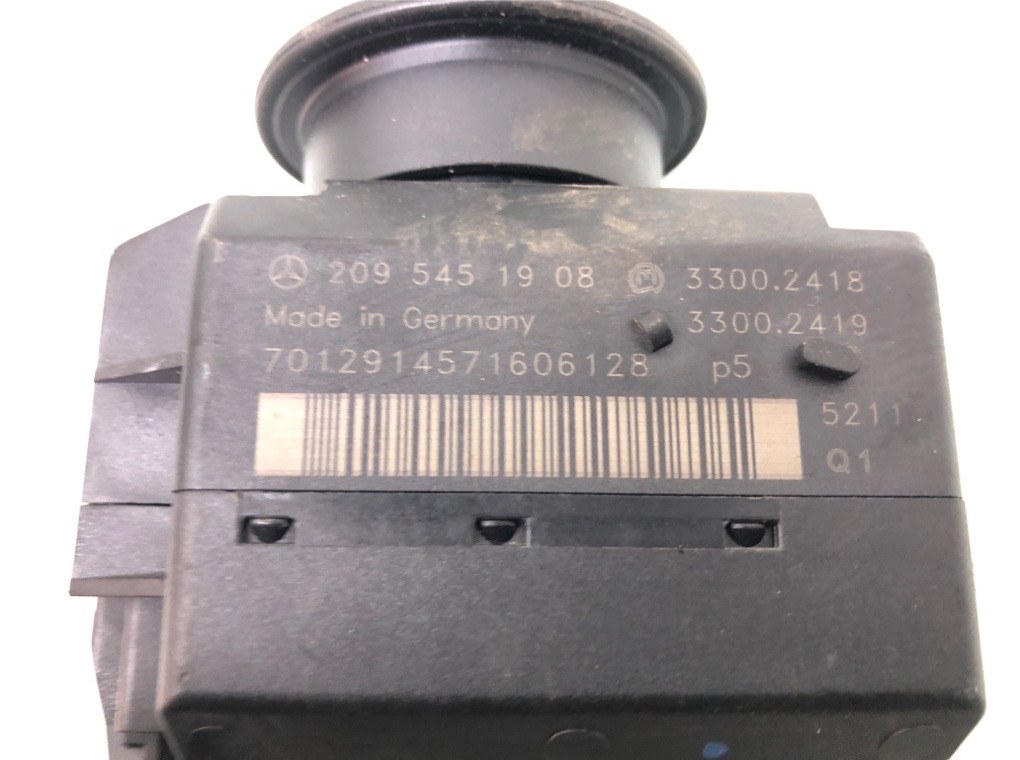 209 545 19 08 M 3300.2418
Made in Germany 3300.2419
7012914571606128 p5
5211
Q1